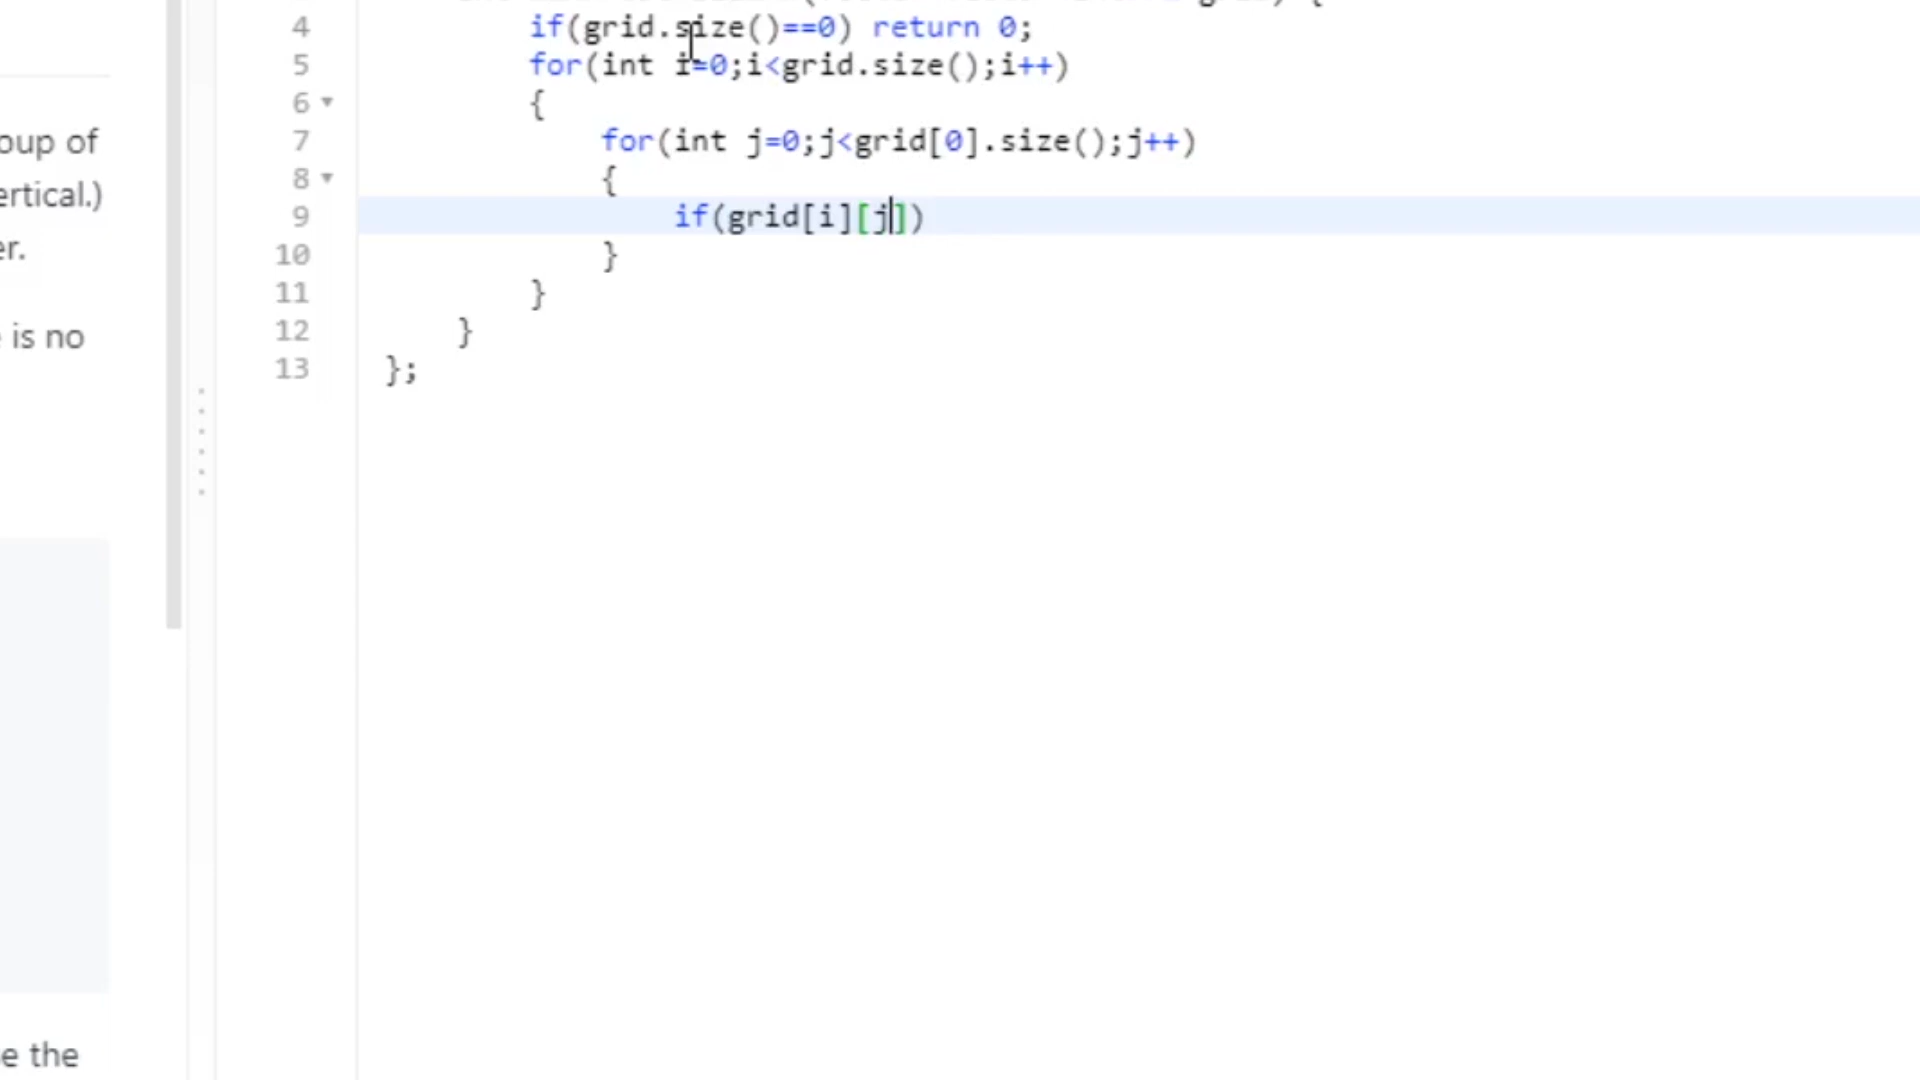 4 if(grid.size()==0) return 0;
5 for(int i=0;i<grid.size();i++)
6 {
7 for(int j=0;j<grid[0].size();j++)
8 {
9 if(grid[i][j])
10 }
11 }
12 }
13 };
oup of
ertical.)
er.
is no
e the